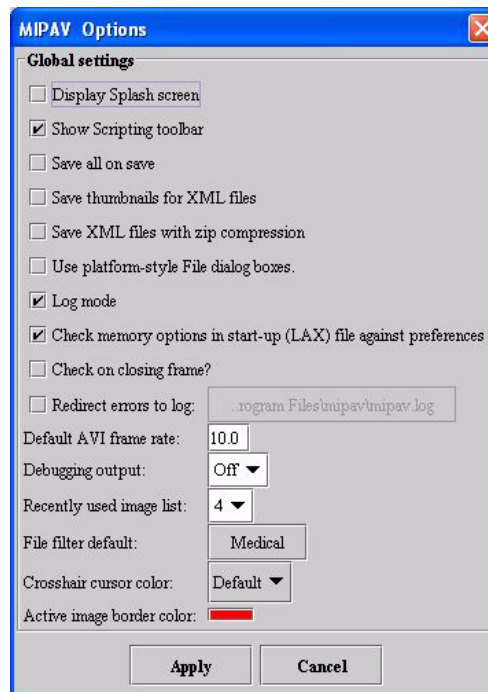 MIPAV Options
Global settings
Display Splash screen
Show Scripting toolbar
Save all on save
Save thumbnails for XML files
Save XML files with zip compression
Use platform-style File dialog boxes.
Log mode
Check memory options in start-up (LAX) file against preferences
Check on closing frame?
Redirect errors to log: ...rogram Files\mipav\mipav.log
Default AVI frame rate: 10.0
Debugging output: Off
Recently used image list: 4
File filter default: Medical
Crosshair cursor color: Default
Active image border color:
Apply Cancel